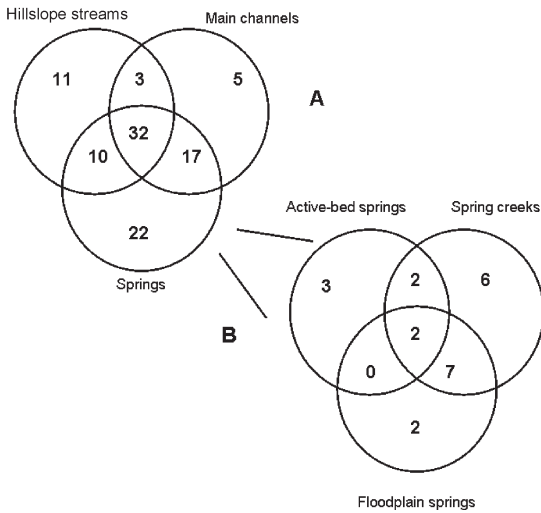 Hillslope streams
Main channels
11
3
5
A
32
10
17
22
Springs
Active-bed springs
Spring creeks
3
2
6
B
2
0
7
2
Floodplain springs